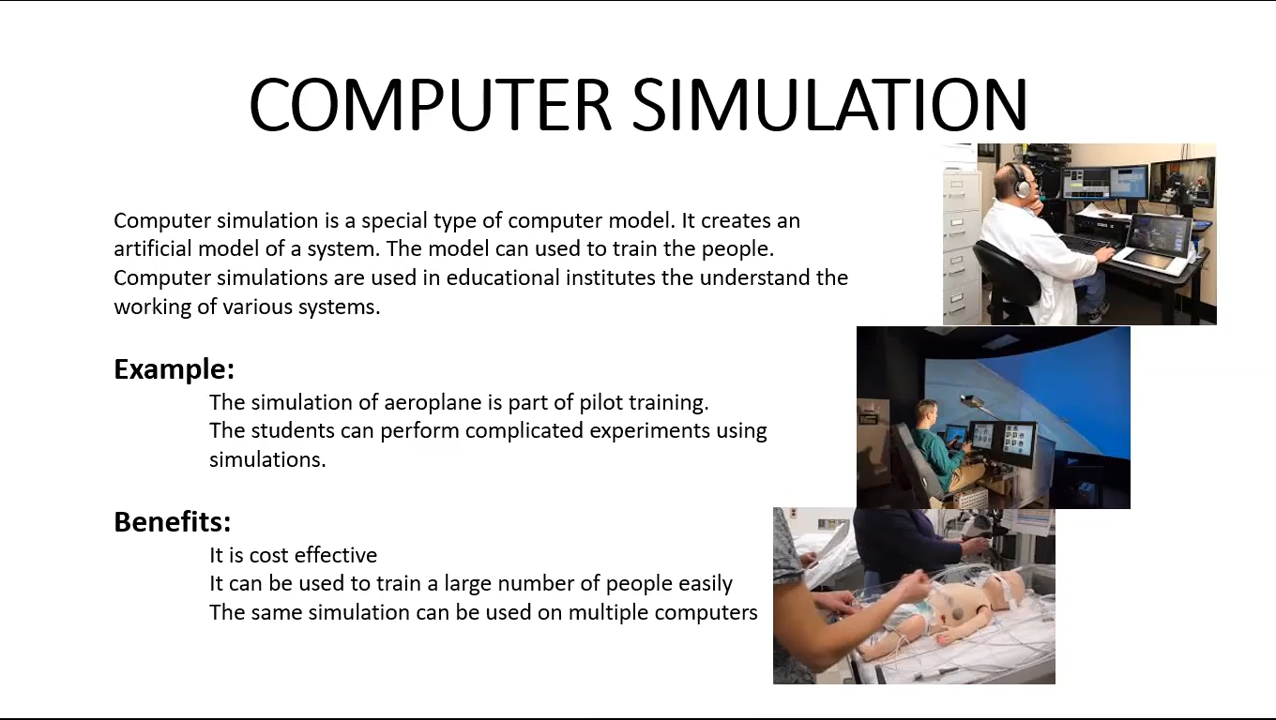 COMPUTER SIMULATION
Computer simulation is a special type of computer model. It creates an
artificial model of a system. The model can used to train the people.
Computer simulations are used in educational institutes the understand the
working of various systems.
Example:
The simulation of aeroplane is part of pilot training.
The students can perform complicated experiments using
simulations.
Benefits:
It is cost effective
It can be used to train a large number of people easily
The same simulation can be used on multiple computers